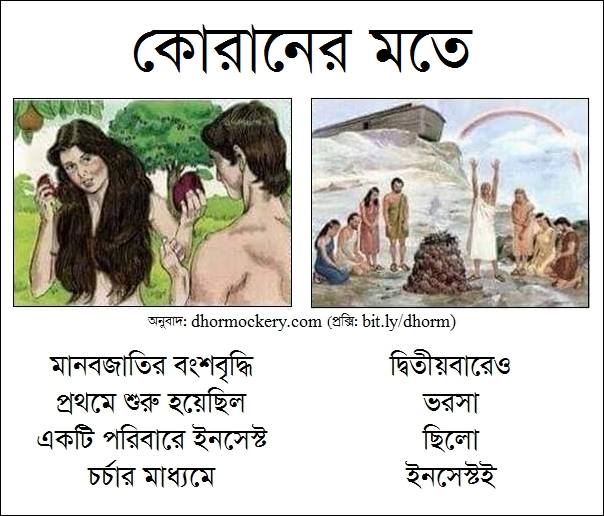 কোরানের মতে
অনুবাদ: dhormockery.com (প্রক্সি: bit.ly/dhorm)
মানবজাতির বংশবৃদ্ধি
প্রথমে শুরু হয়েছিল
একটি পরিবারে ইনসেস্ট
চর্চার মাধ্যমে
দ্বিতীয়বারেও
ভরসা
ছিলো
ইনসেস্টই